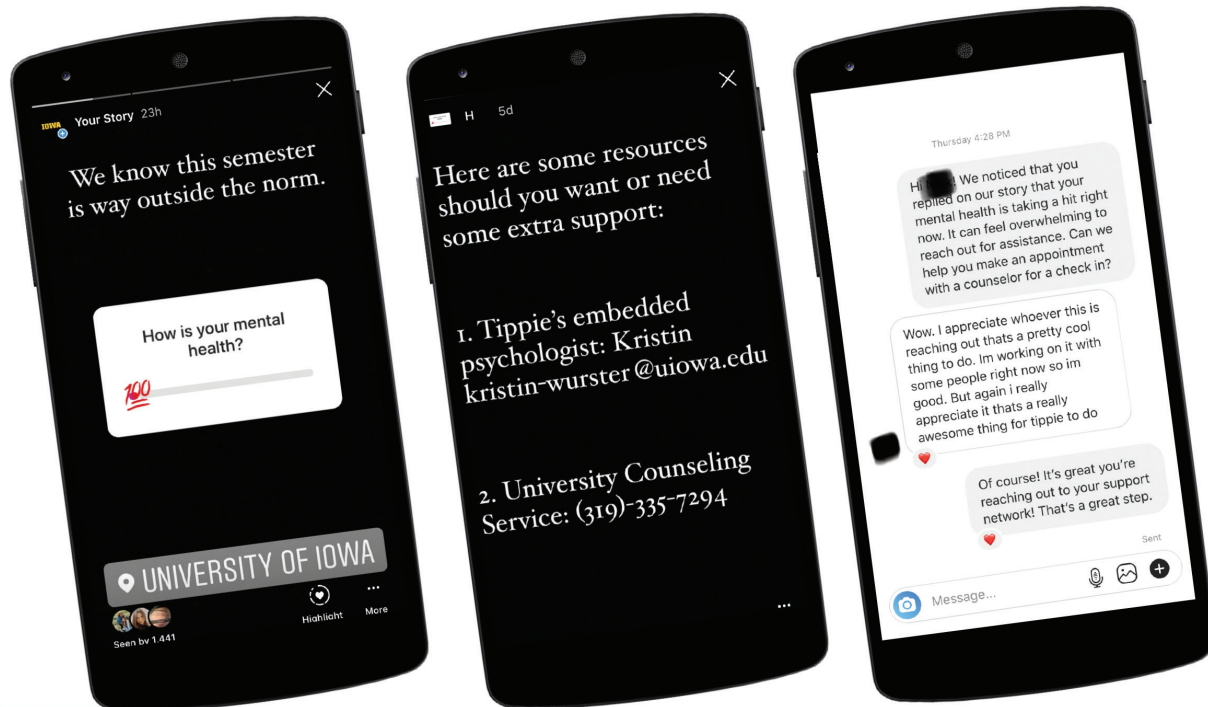 IOWA
Your Story 23h
We know this semester
is way outside the norm.
How is your mental
health?
💯
UNIVERSITY OF IOWA
Seen by 1,441
Highlight
More
H 5d
Here are some resources
should you want or need
some extra support:
1. Tippie's embedded
psychologist: Kristin
kristin-wurster@uiowa.edu
2. University Counseling
Service: (319)-335-7294
Thursday 4:28 PM
Hi We noticed that you
replied on our story that your
mental health is taking a hit right
now. It can feel overwhelming to
reach out for assistance. Can we
help you make an appointment
with a counselor for a check in?
Wow. I appreciate whoever this is
reaching out thats a pretty cool
thing to do. Im working on it with
some people right now so im
good. But again i really
appreciate it thats a really
awesome thing for tippie to do
Of course! It's great you're
reaching out to your support
network! That's a great step.
Sent
Message...